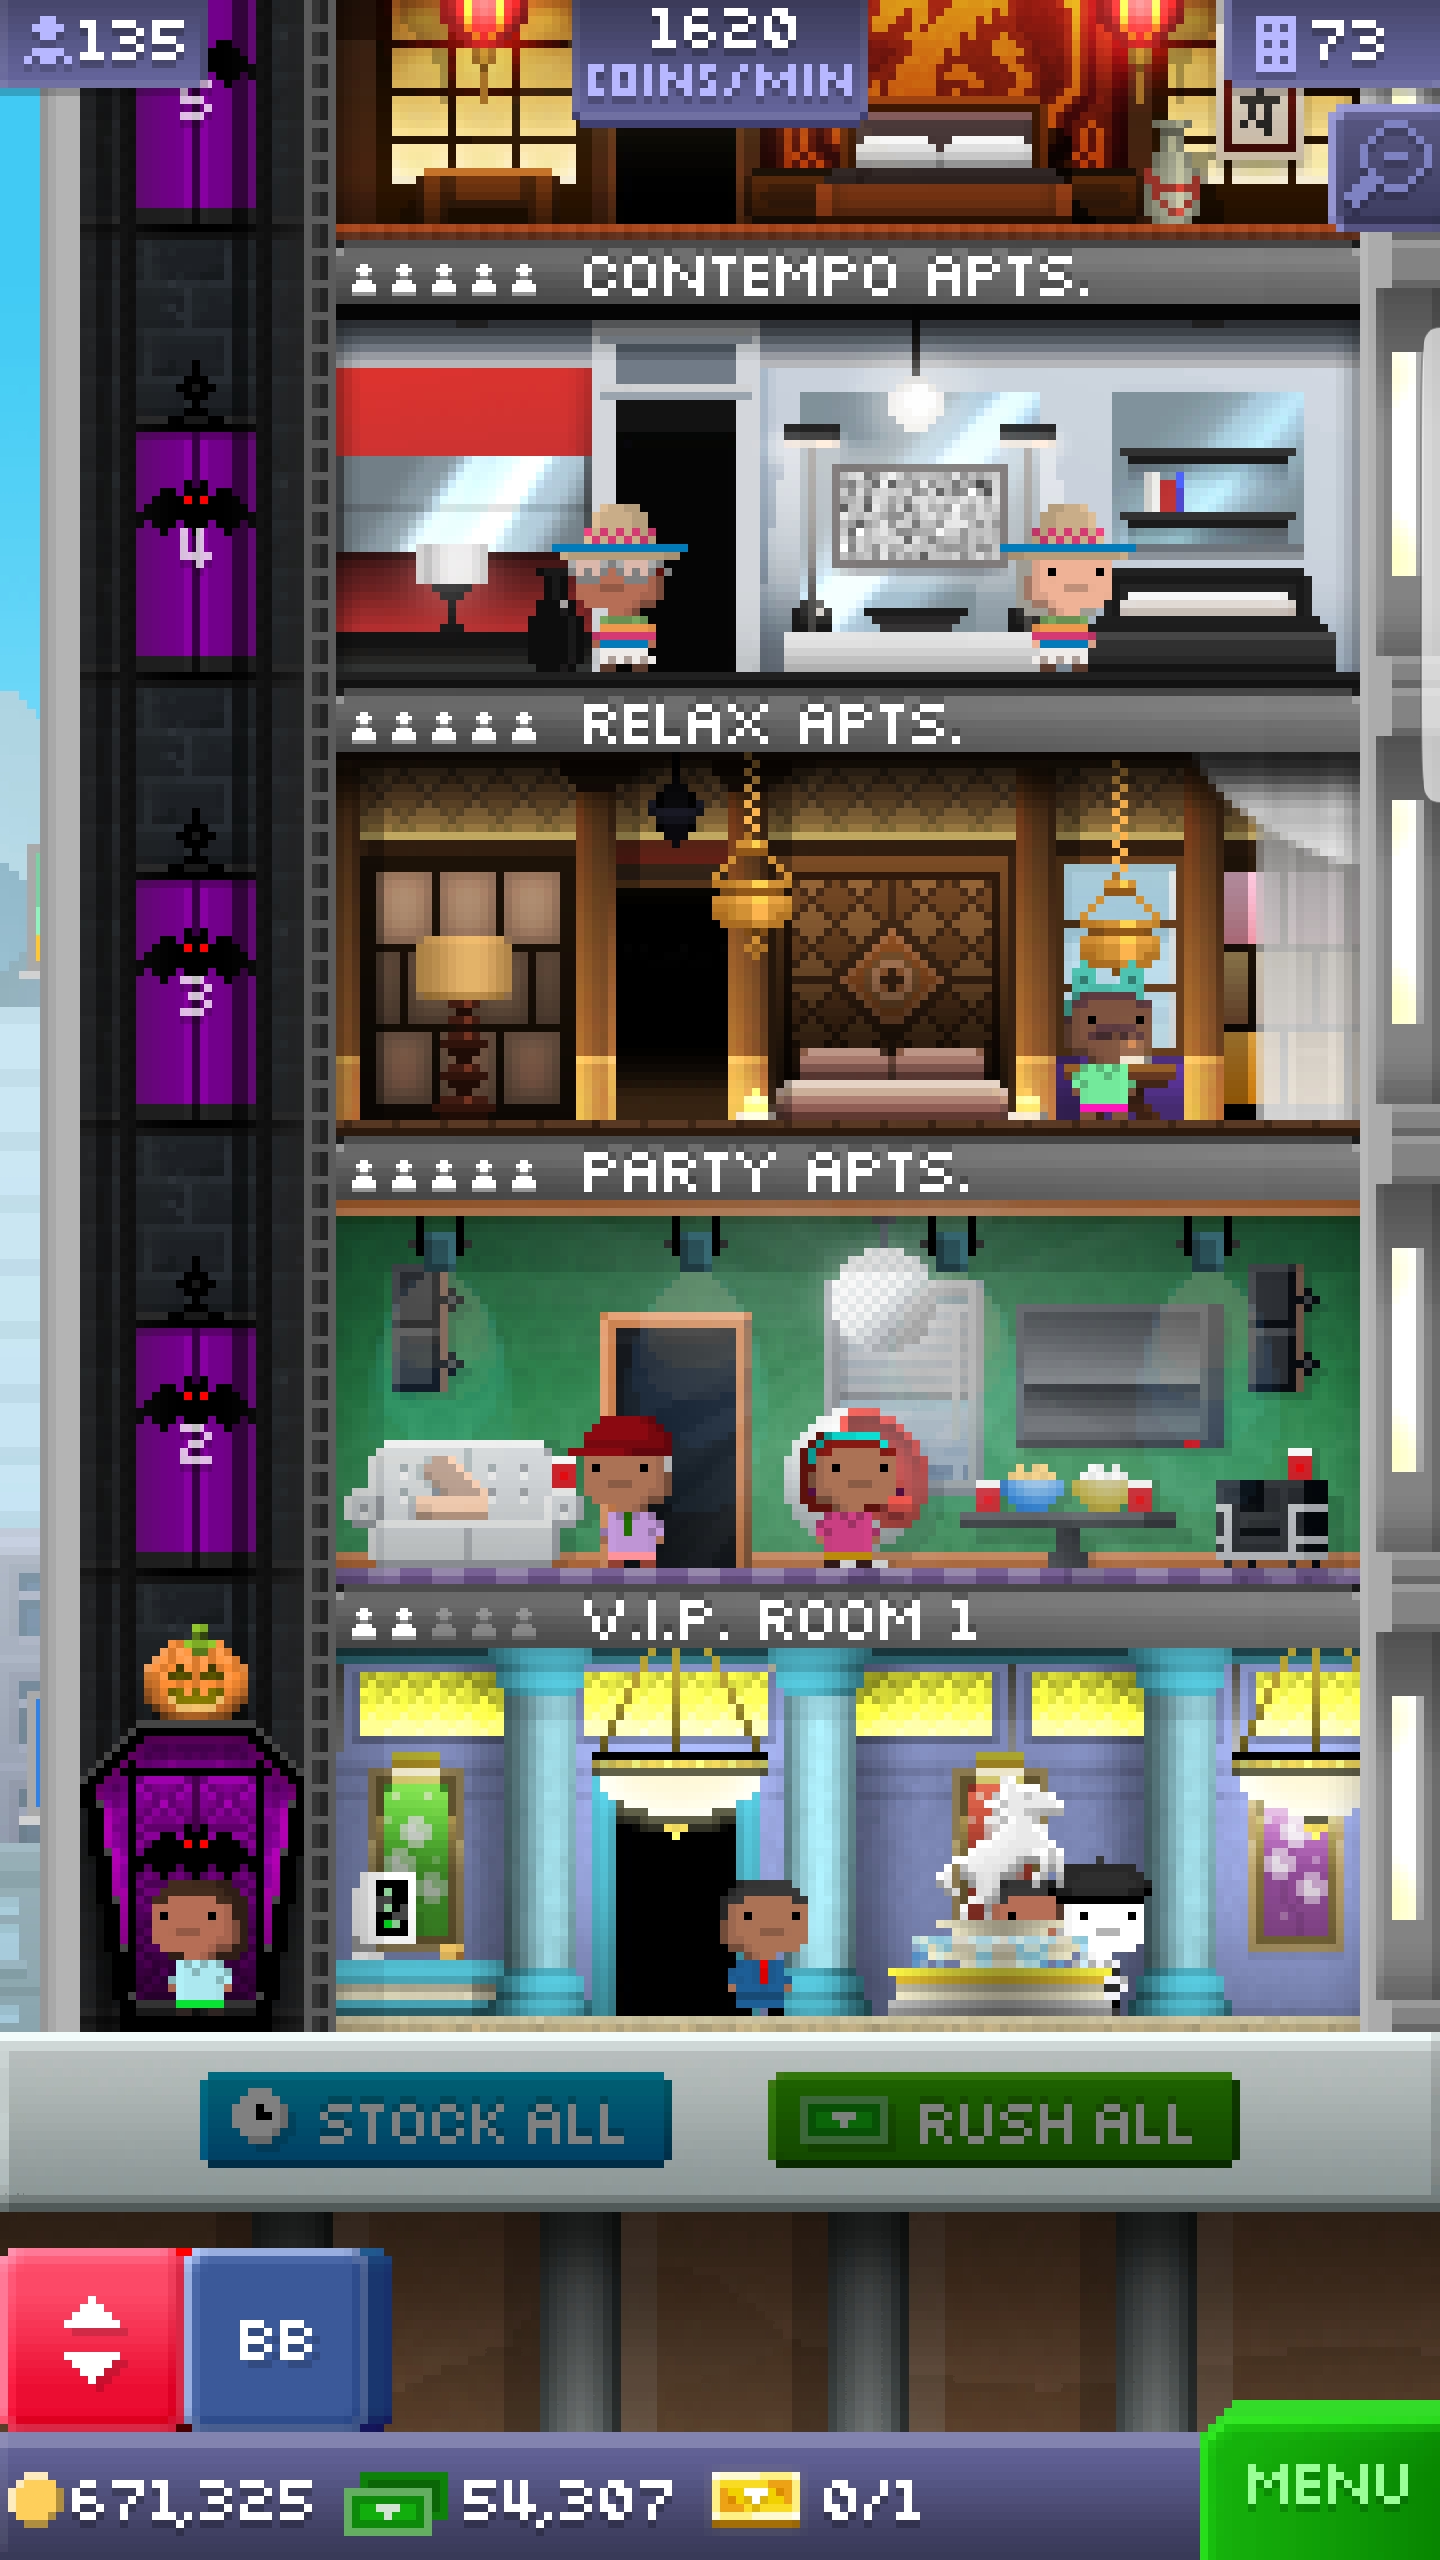 135
1620
COINS/MIN
73
5
CONTEMPO APTS.
4
RELAX APTS.
3
PARTY APTS.
2
V.I.P. ROOM 1
STOCK ALL
RUSH ALL
BB
671,325
54,307
0/1
MENU